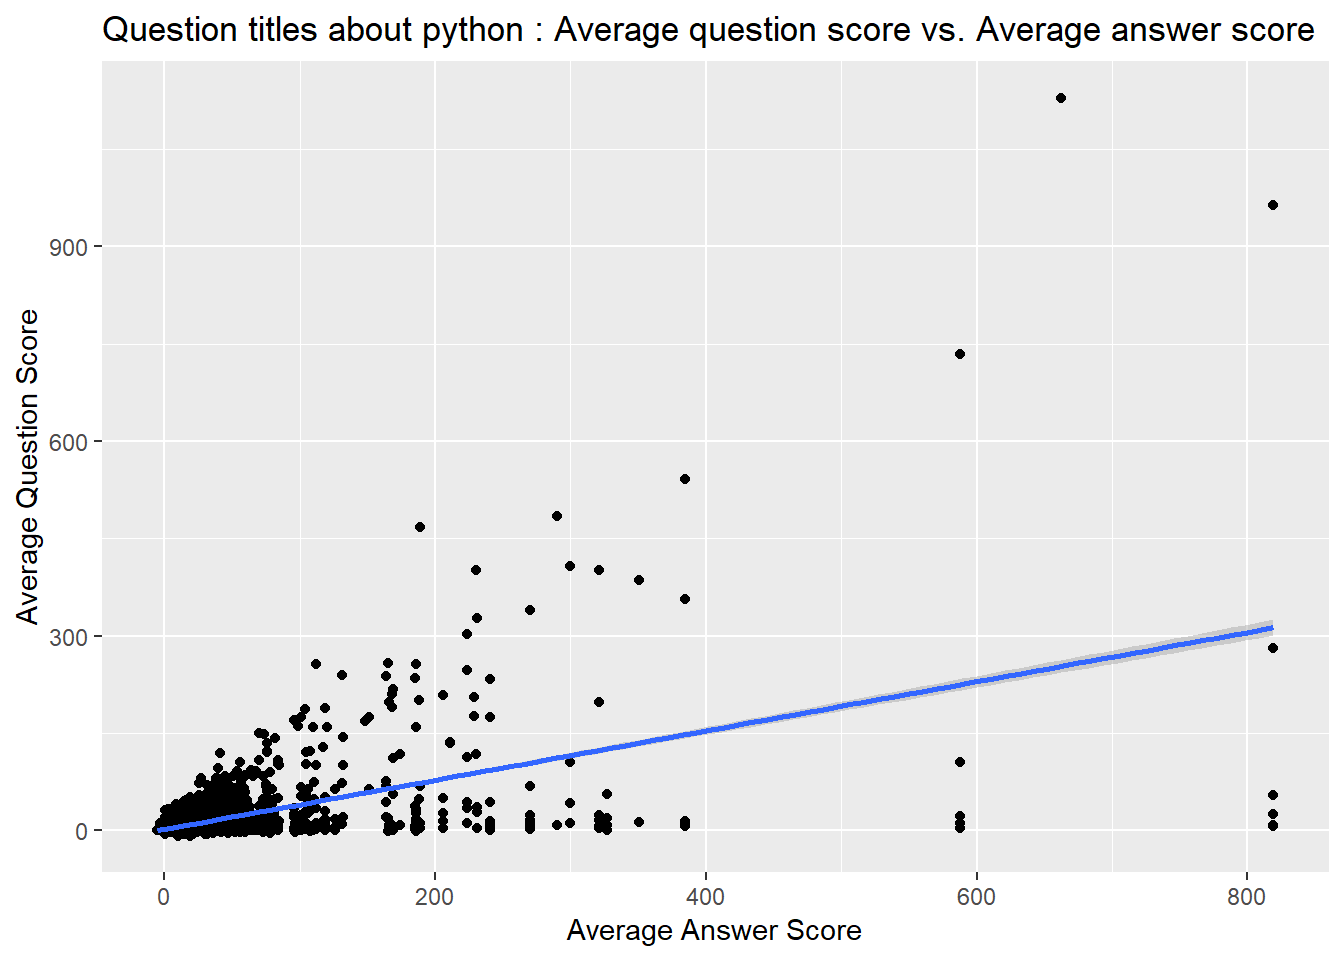 Question titles about python : Average question score vs. Average answer score
Average Question Score
900
600
300
0
0 200 400 600 800
Average Answer Score